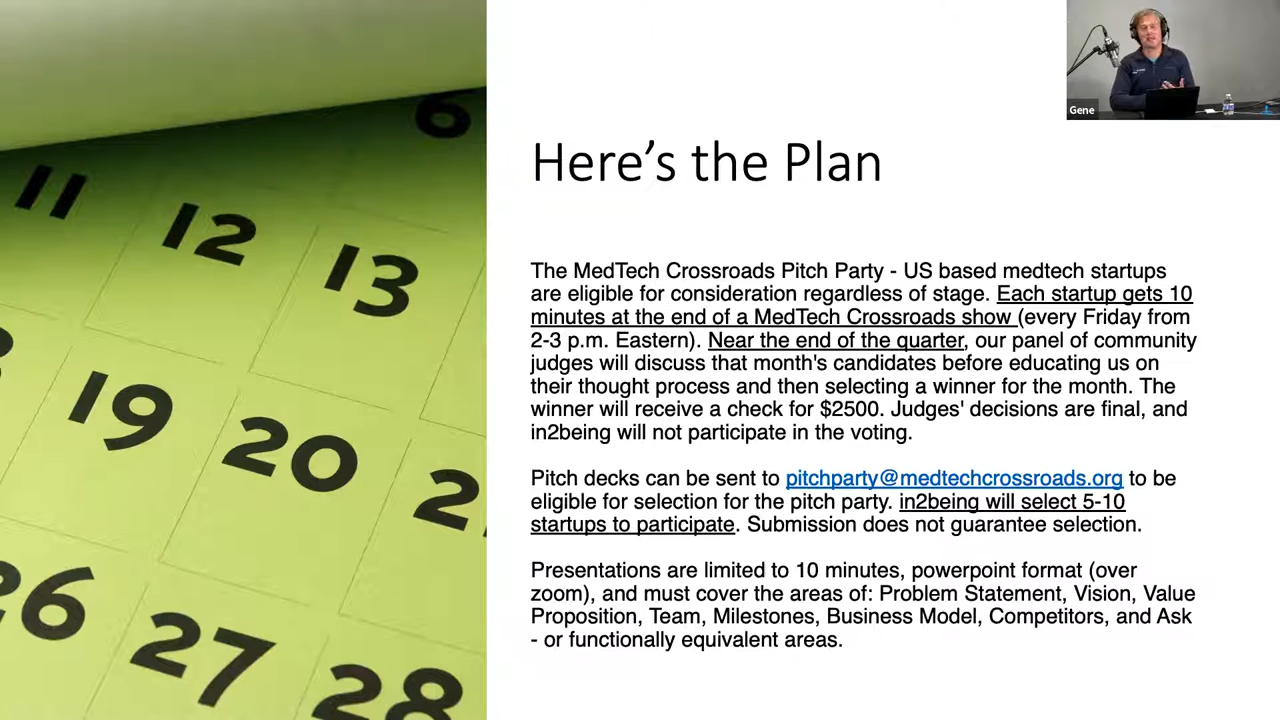 Gene
6
11
12
13
19
20
26
27
28
Here's the Plan
The MedTech Crossroads Pitch Party - US based medtech startups
are eligible for consideration regardless of stage. Each startup gets 10
minutes at the end of a MedTech Crossroads show (every Friday from
2-3 p.m. Eastern). Near the end of the quarter, our panel of community
judges will discuss that month's candidates before educating us on
their thought process and then selecting a winner for the month. The
winner will receive a check for $2500. Judges' decisions are final, and
in2being will not participate in the voting.
Pitch decks can be sent to pitchparty@medtechcrossroads.org to be
eligible for selection for the pitch party. in2being will select 5-10
startups to participate. Submission does not guarantee selection.
Presentations are limited to 10 minutes, powerpoint format (over
zoom), and must cover the areas of: Problem Statement, Vision, Value
Proposition, Team, Milestones, Business Model, Competitors, and Ask
- or functionally equivalent areas.